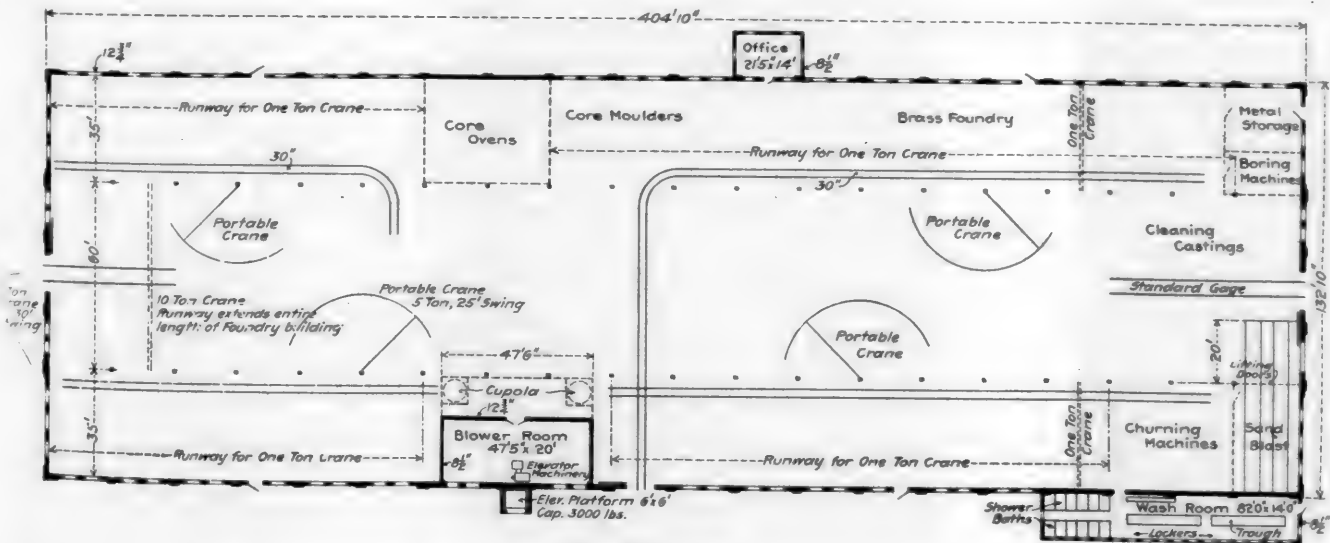 404'10"
12¾"
Office
21'5"x14'
8½"
Runway for One Ton Crane
35'
Core
Ovens
Core Moulders
Brass Foundry
One Ton
Crane
Metal
Storage
Runway for One Ton Crane
30"
30"
Boring
Machines
Portable
Crane
Portable
Crane
Cleaning
Castings
80'
132'10"
Standard Gage
Ton
rane
30'
wing
10 Ton Crane
Runway extends entire
length of Foundry building
Portable Crane
5 Ton, 25' Swing
Portable
Crane
20'
47'6"
Cupola
12¾"
Doors
35'
Blower Room
47'5"x 20'
8½"
Elevator
Machinery
Runway for One Ton Crane
Runway for One Ton Crane
One Ton
Crane
Churning
Machines
Sand
Blast
Elev. Platform 6'x6'
Cap. 3000 lbs.
Shower
Baths
Wash Room 82'0"x14'0"
8½"
Lockers
Trough